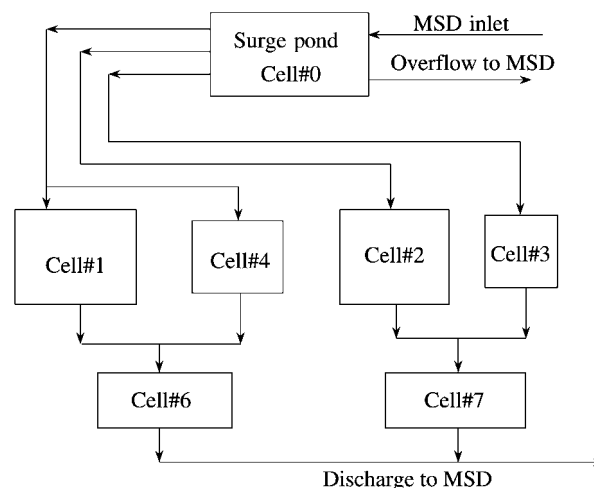 Surge pond
Cell#0
MSD inlet
Overflow to MSD
Cell#1
Cell#4
Cell#2
Cell#3
Cell#6
Cell#7
Discharge to MSD